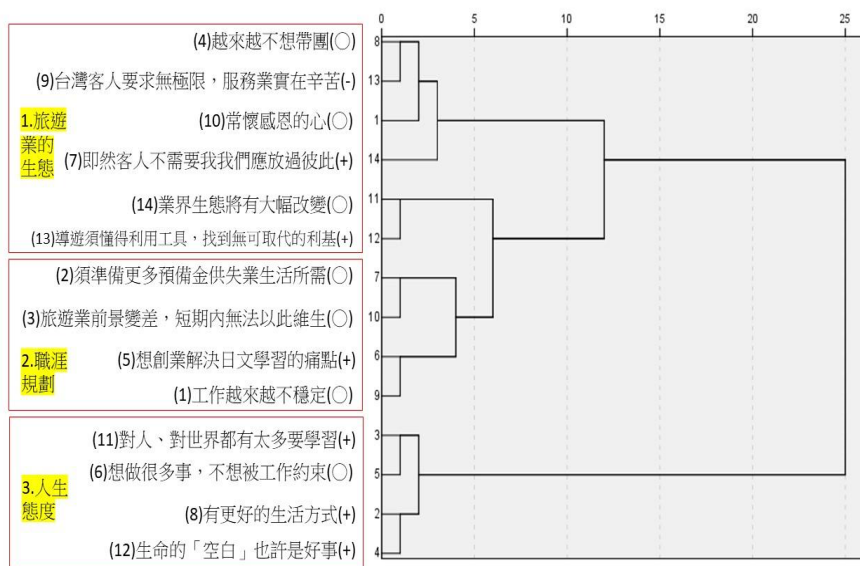 0 5 10 15 20 25
(4)越來越不想帶團(○)
8
(9)台灣客人要求無極限，服務業實在辛苦(-)
13
1.旅遊
業的
生態
(10)常懷感恩的心(○)
1
(7)即然客人不需要我我們應放過彼此(+)
14
(14)業界生態將有大幅改變(○)
11
(13)導遊須懂得利用工具，找到無可取代的利基(+)
12
(2)須準備更多預備金供失業生活所需(○)
7
(3)旅遊業前景變差，短期內無法以此維生(○)
10
2.職涯
規劃
(5)想創業解決日文學習的痛點(+)
6
(1)工作越來越不穩定(○)
9
(11)對人、對世界都有太多要學習(+)
3
3.人生
態度
(6)想做很多事，不想被工作約束(○)
5
(8)有更好的生活方式(+)
2
(12)生命的「空白」也許是好事(+)
4